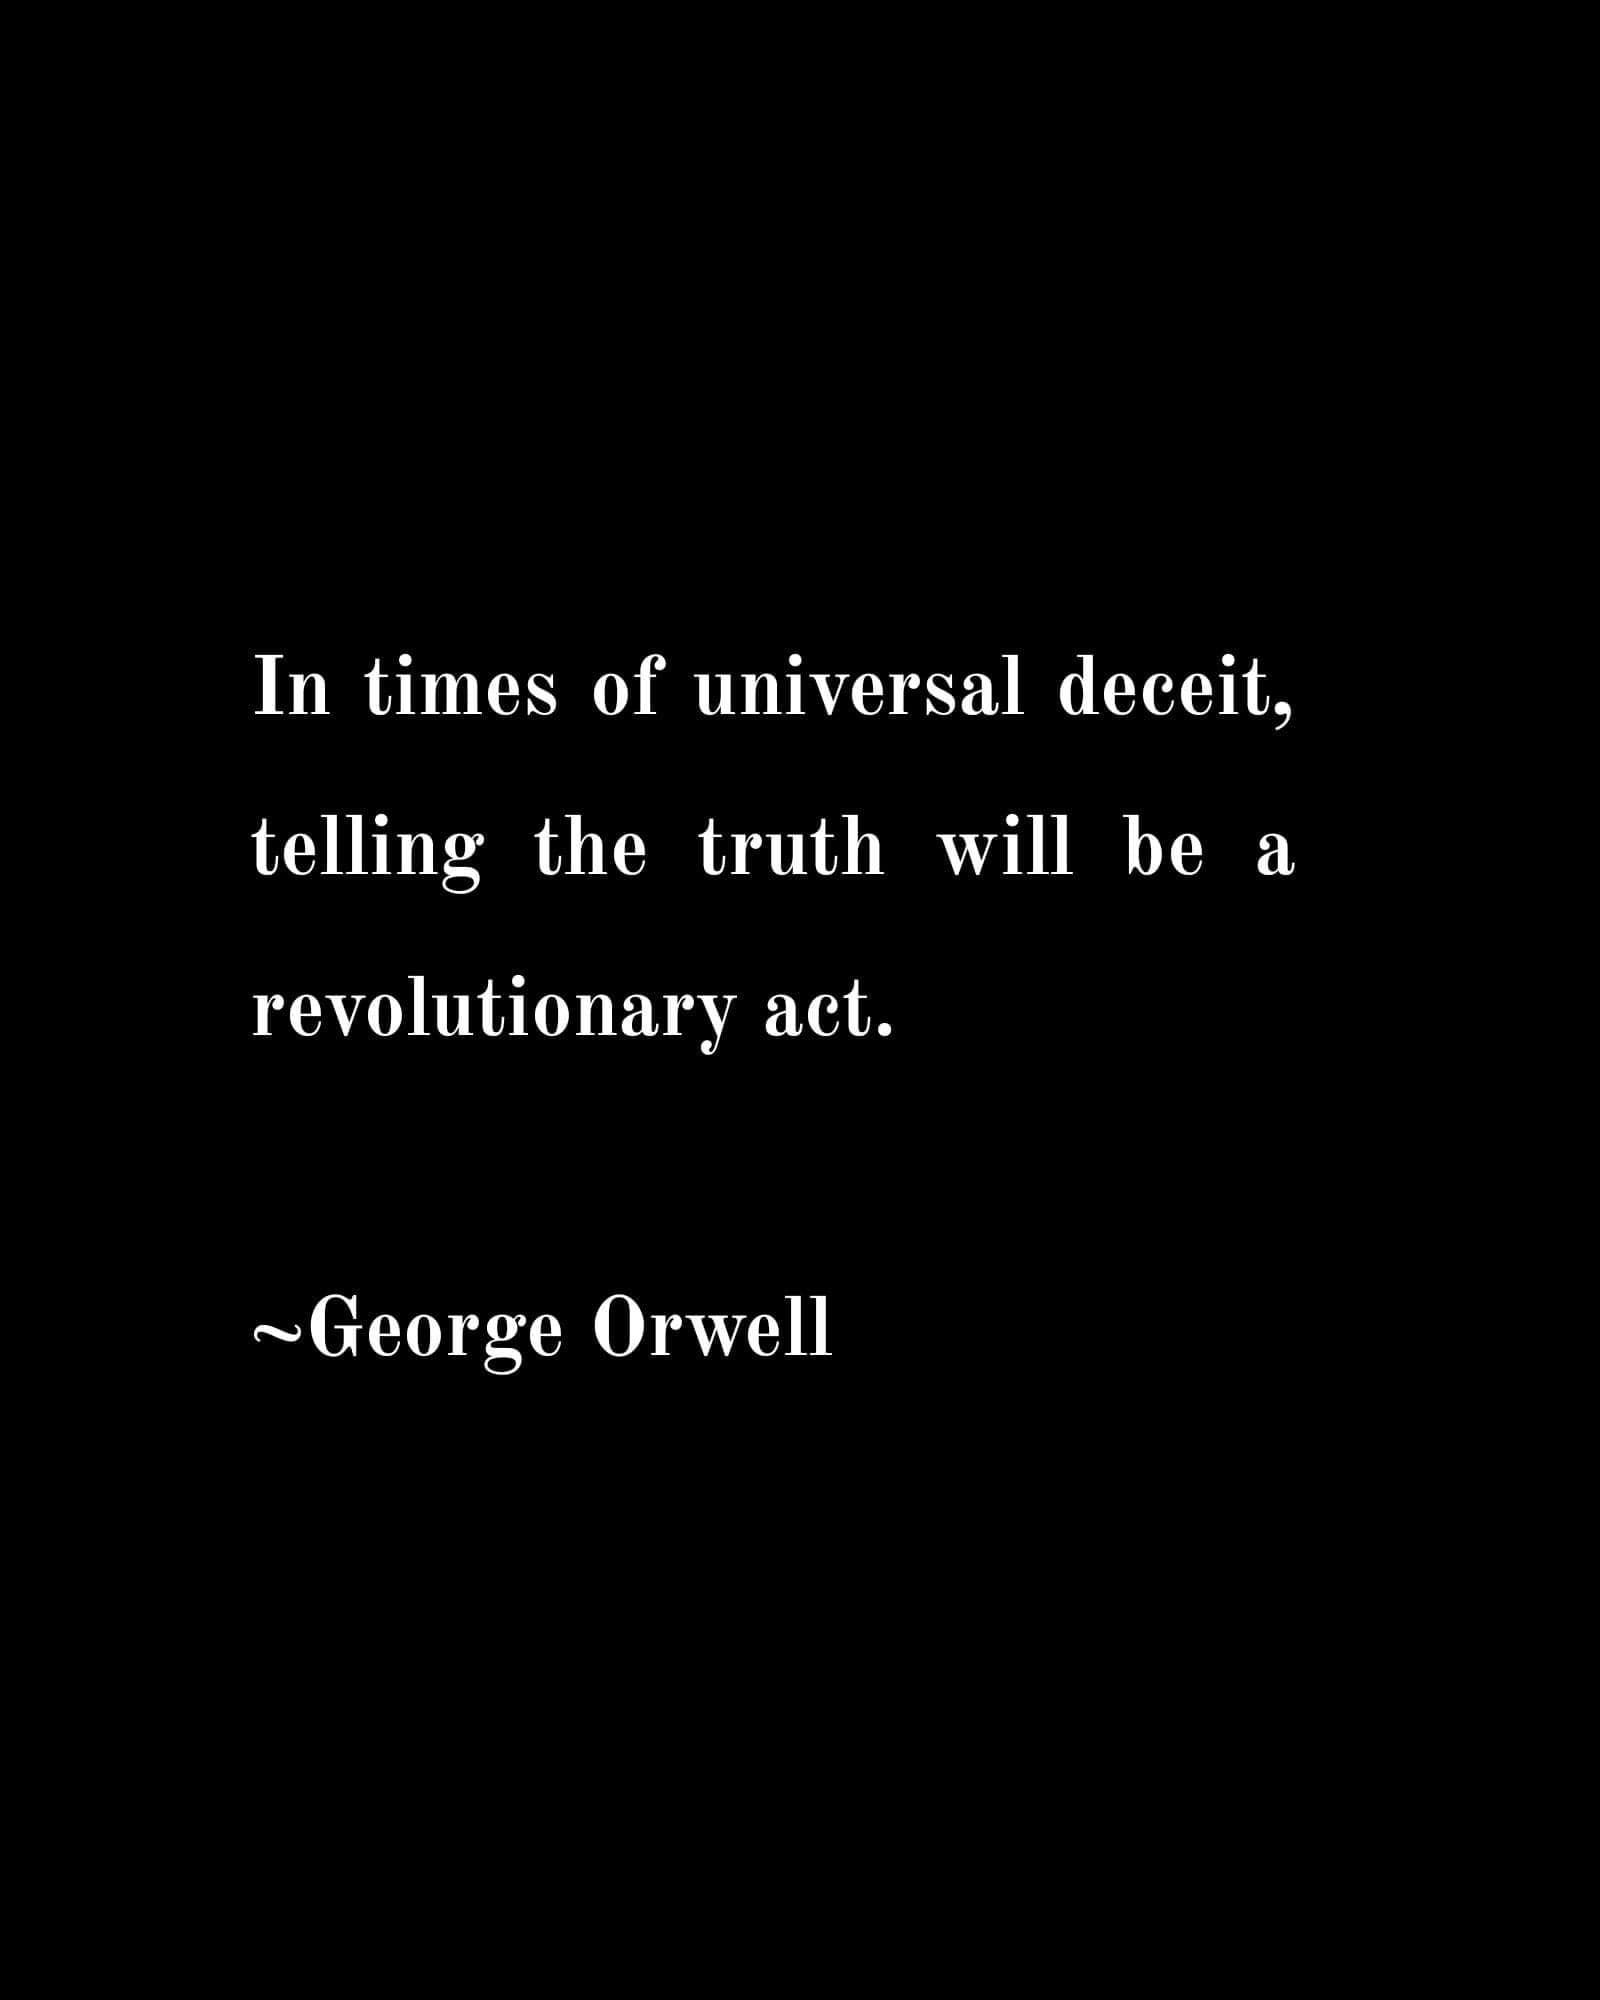 In times of universal deceit,
telling the truth will be a
revolutionary act.
~George Orwell